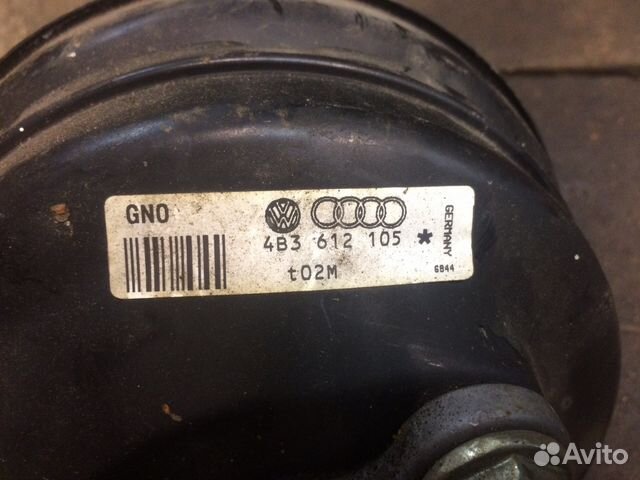 GNO
4B3 612 105 *
t02M
GERMANY
6844
Avito